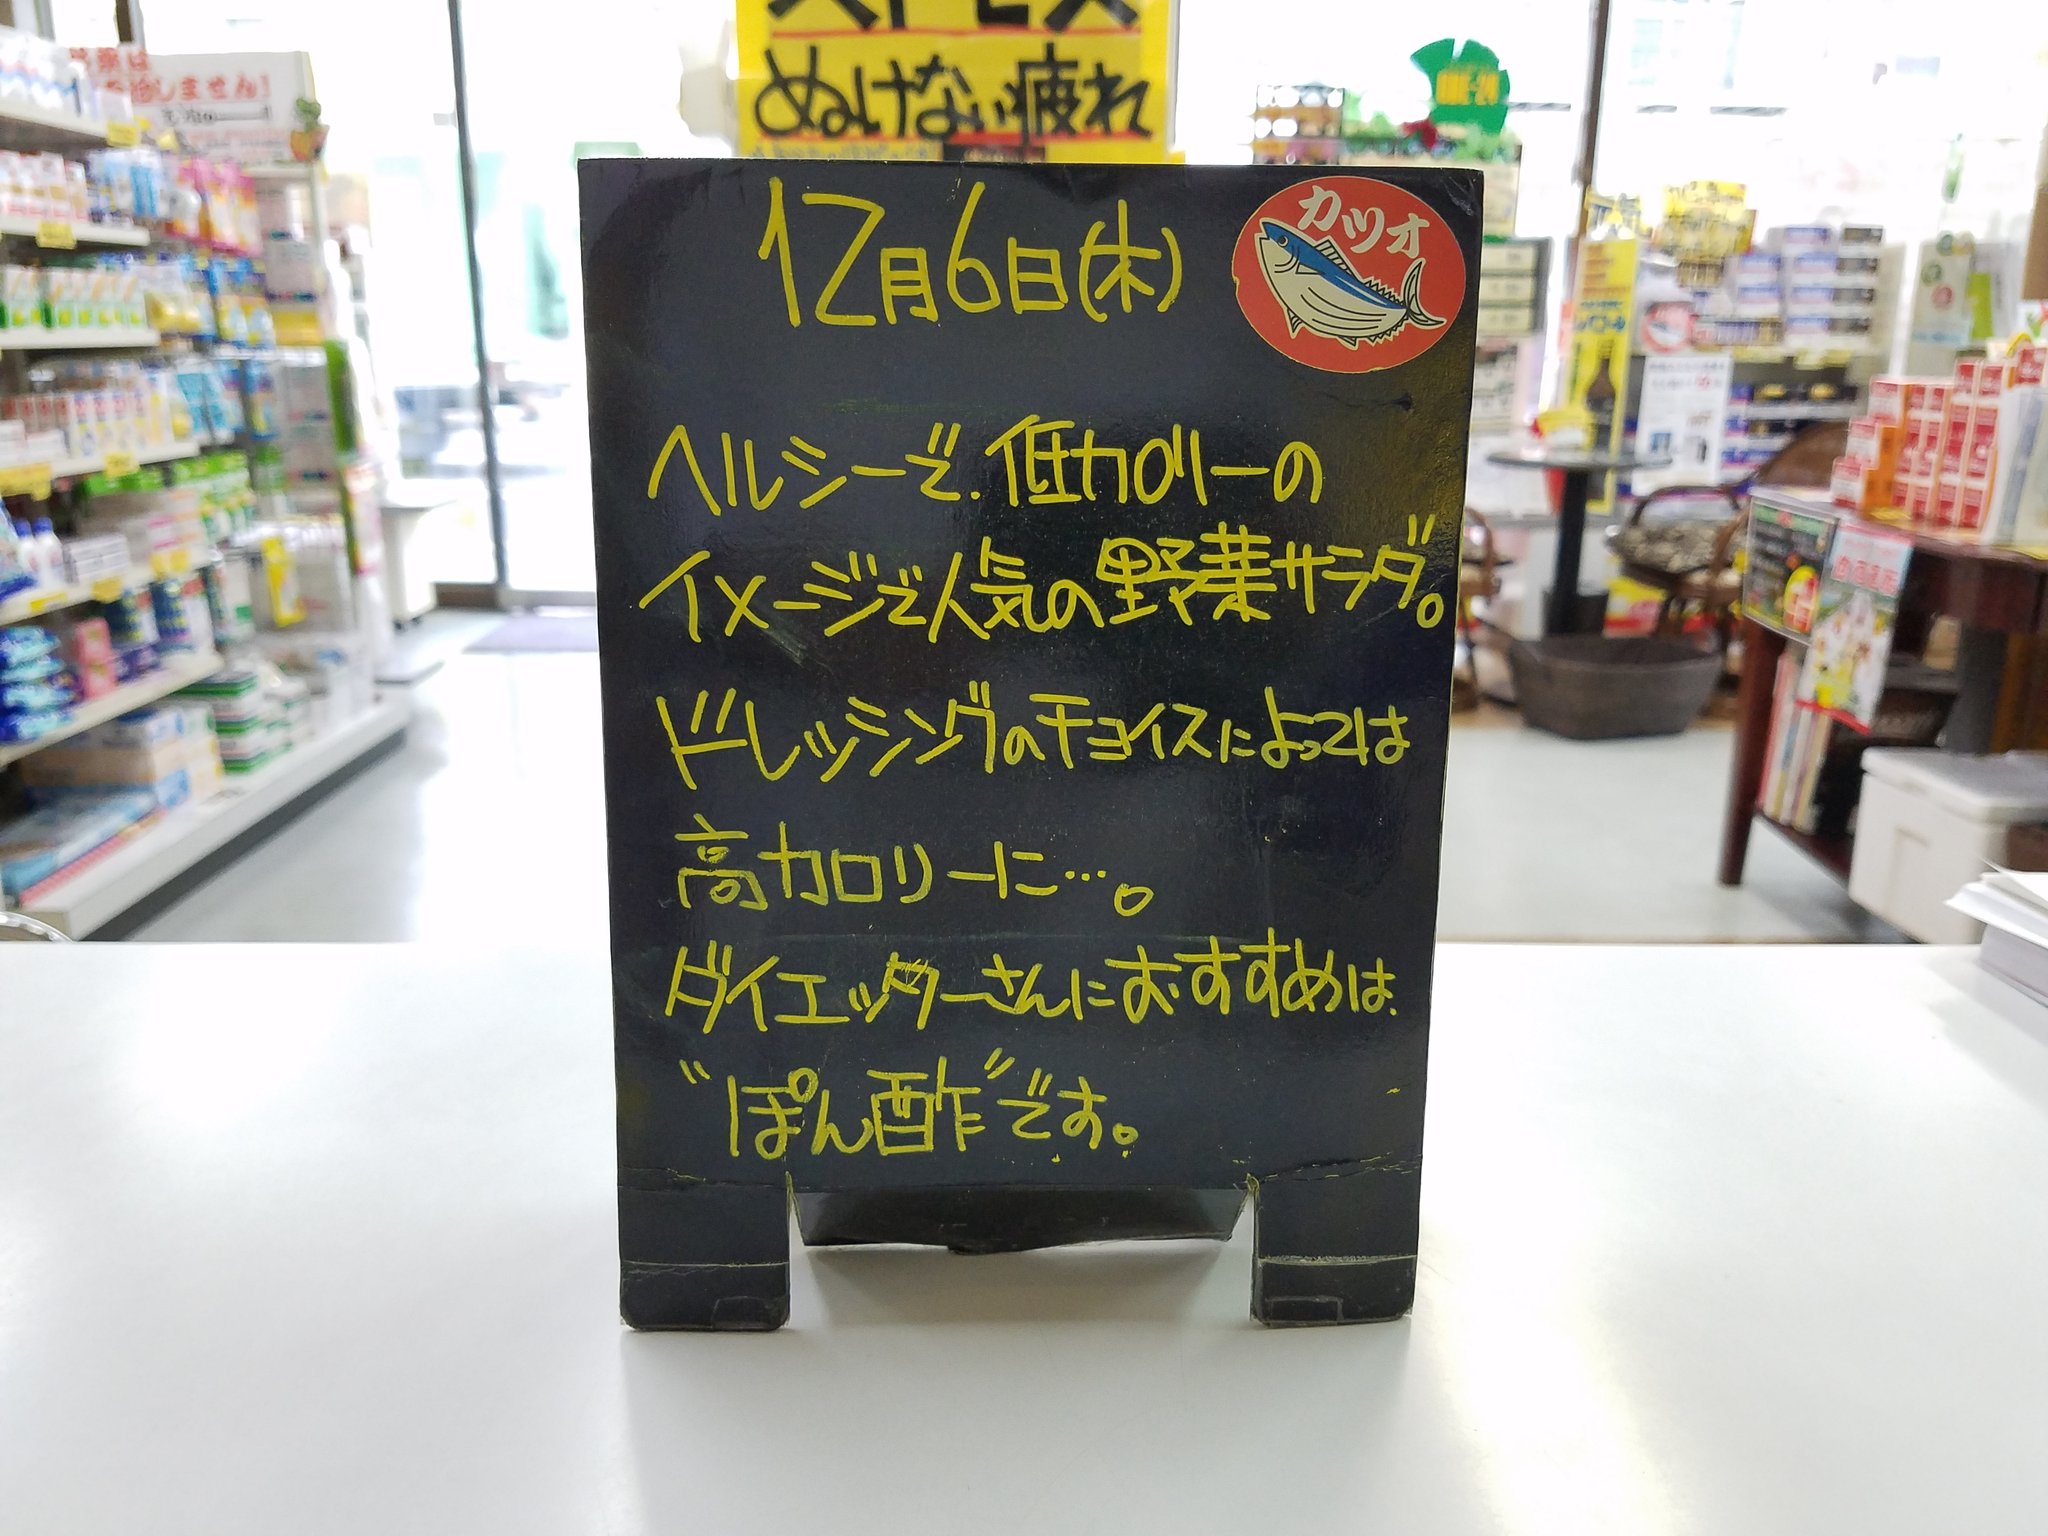 ぬけない疲れ
12月6日(木)
カツオ
ヘルシーで、低カロリーの
イメージで人気の野菜サラダ。
ドレッシングのチョイスによっては
高カロリーに…。
ダイエッターさんにおすすめは、
"ぽん酢"です。